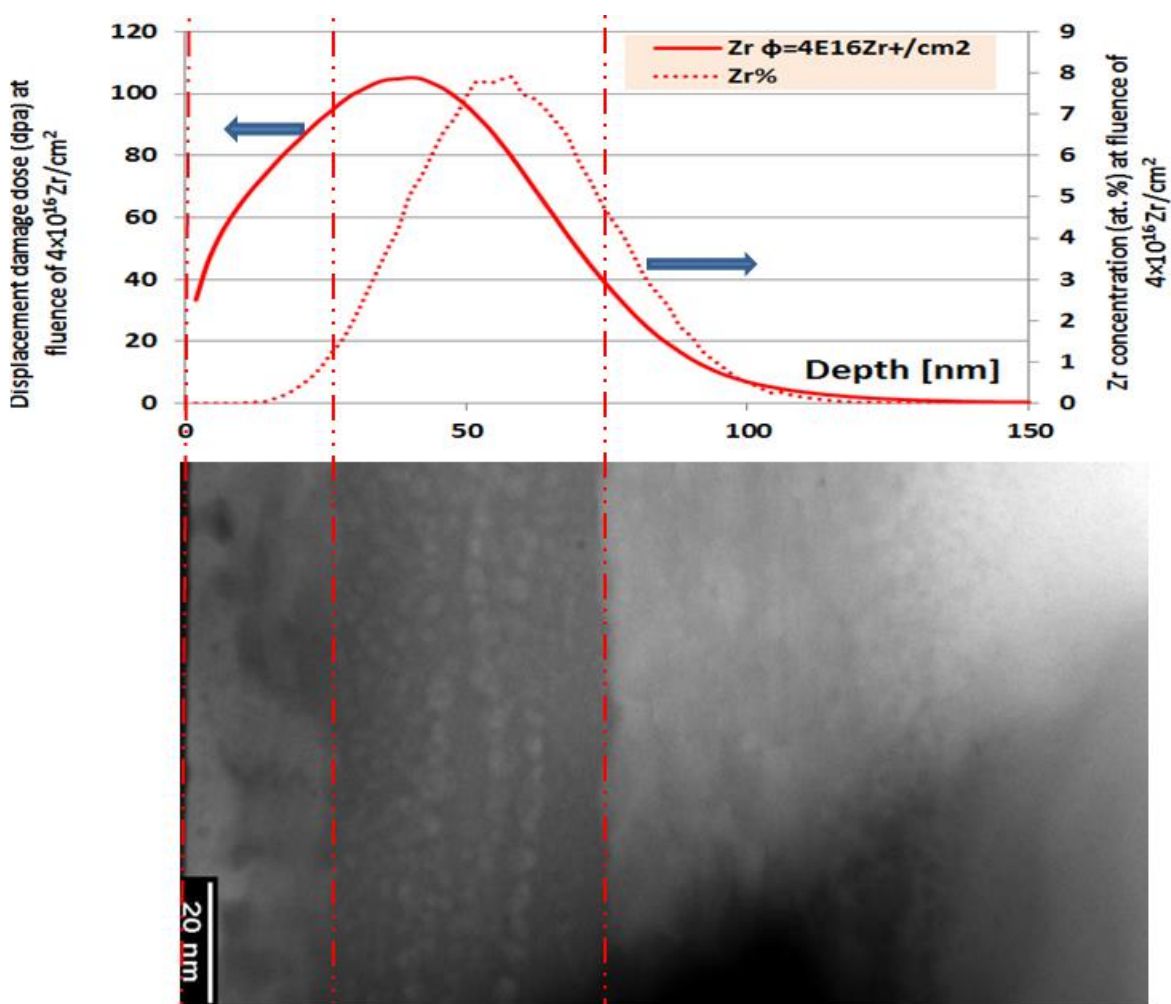 Displacement damage dose (dpa) at
fluence of 4×10¹⁶Zr/cm²
120
100
80
60
40
20
0
Zr ф=4E16Zr+/cm2
Zr%
9
8
7
6
5
4
3
2
1
0
Zr concentration (at. %) at fluence of
4×10¹⁶Zr/cm²
Depth [nm]
0
50
100
150
20 nm